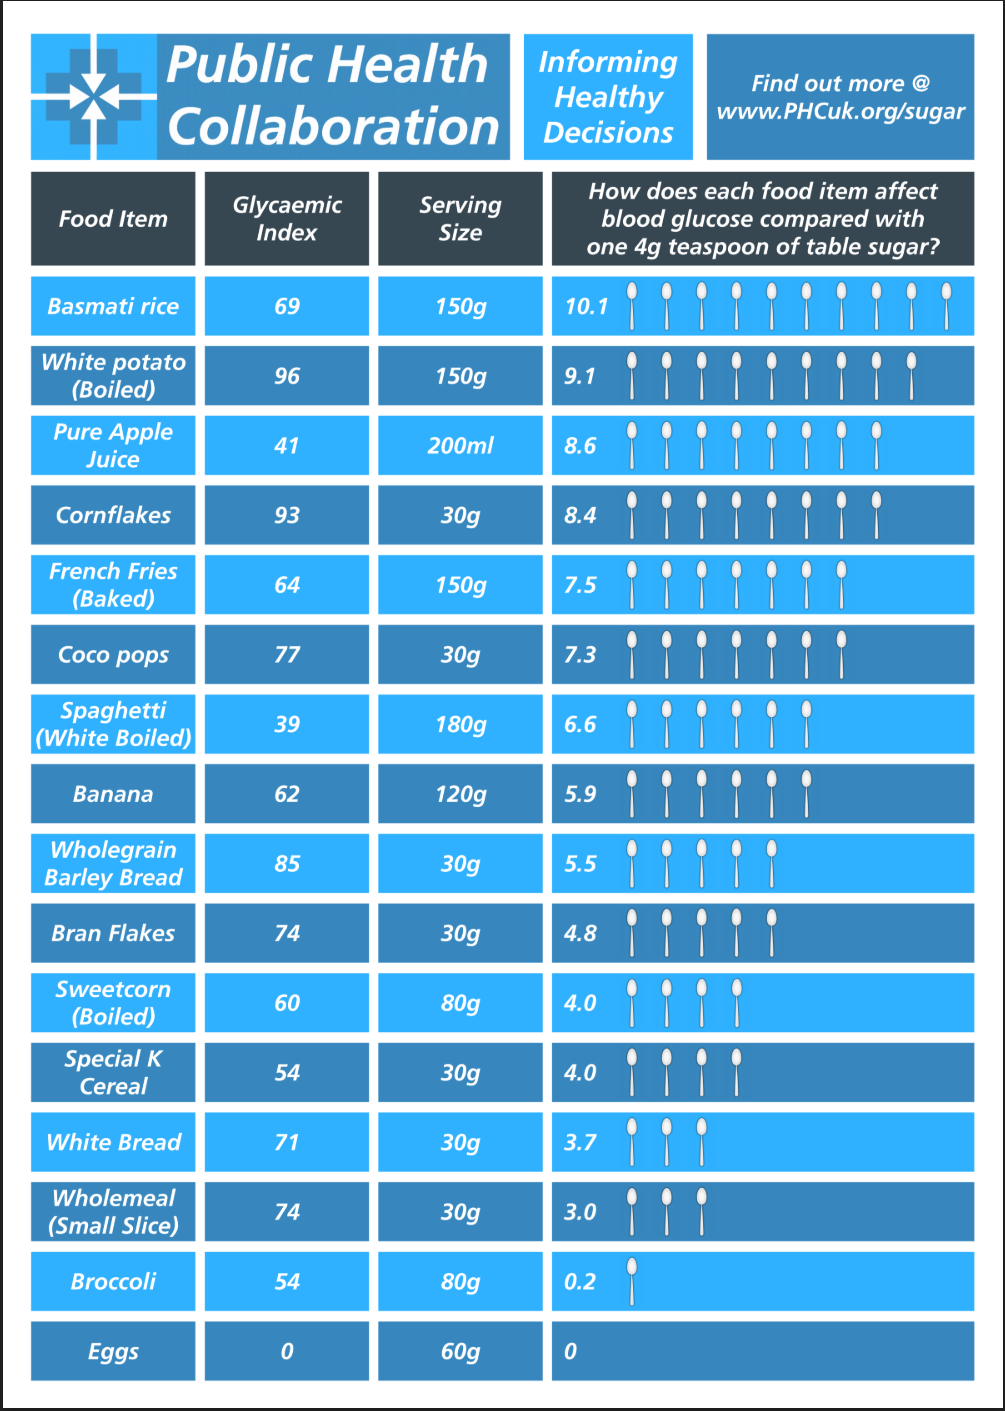 Public Health
Collaboration
Informing
Healthy
Decisions
Find out more @
www.PHCuk.org/sugar
Food Item
Glycaemic
Index
Serving
Size
How does each food item affect
blood glucose compared with
one 4g teaspoon of table sugar?
Basmati rice
69
150g
10.1
White potato
(Boiled)
96
150g
9.1
Pure Apple
Juice
41
200ml
8.6
Cornflakes
93
30g
8.4
French Fries
(Baked)
64
150g
7.5
Coco pops
77
30g
7.3
Spaghetti
(White Boiled)
39
180g
6.6
Banana
62
120g
5.9
Wholegrain
Barley Bread
85
30g
5.5
Bran Flakes
74
30g
4.8
Sweetcorn
(Boiled)
60
80g
4.0
Special K
Cereal
54
30g
4.0
White Bread
71
30g
3.7
Wholemeal
(Small Slice)
74
30g
3.0
Broccoli
54
80g
0.2
Eggs
0
60g
0